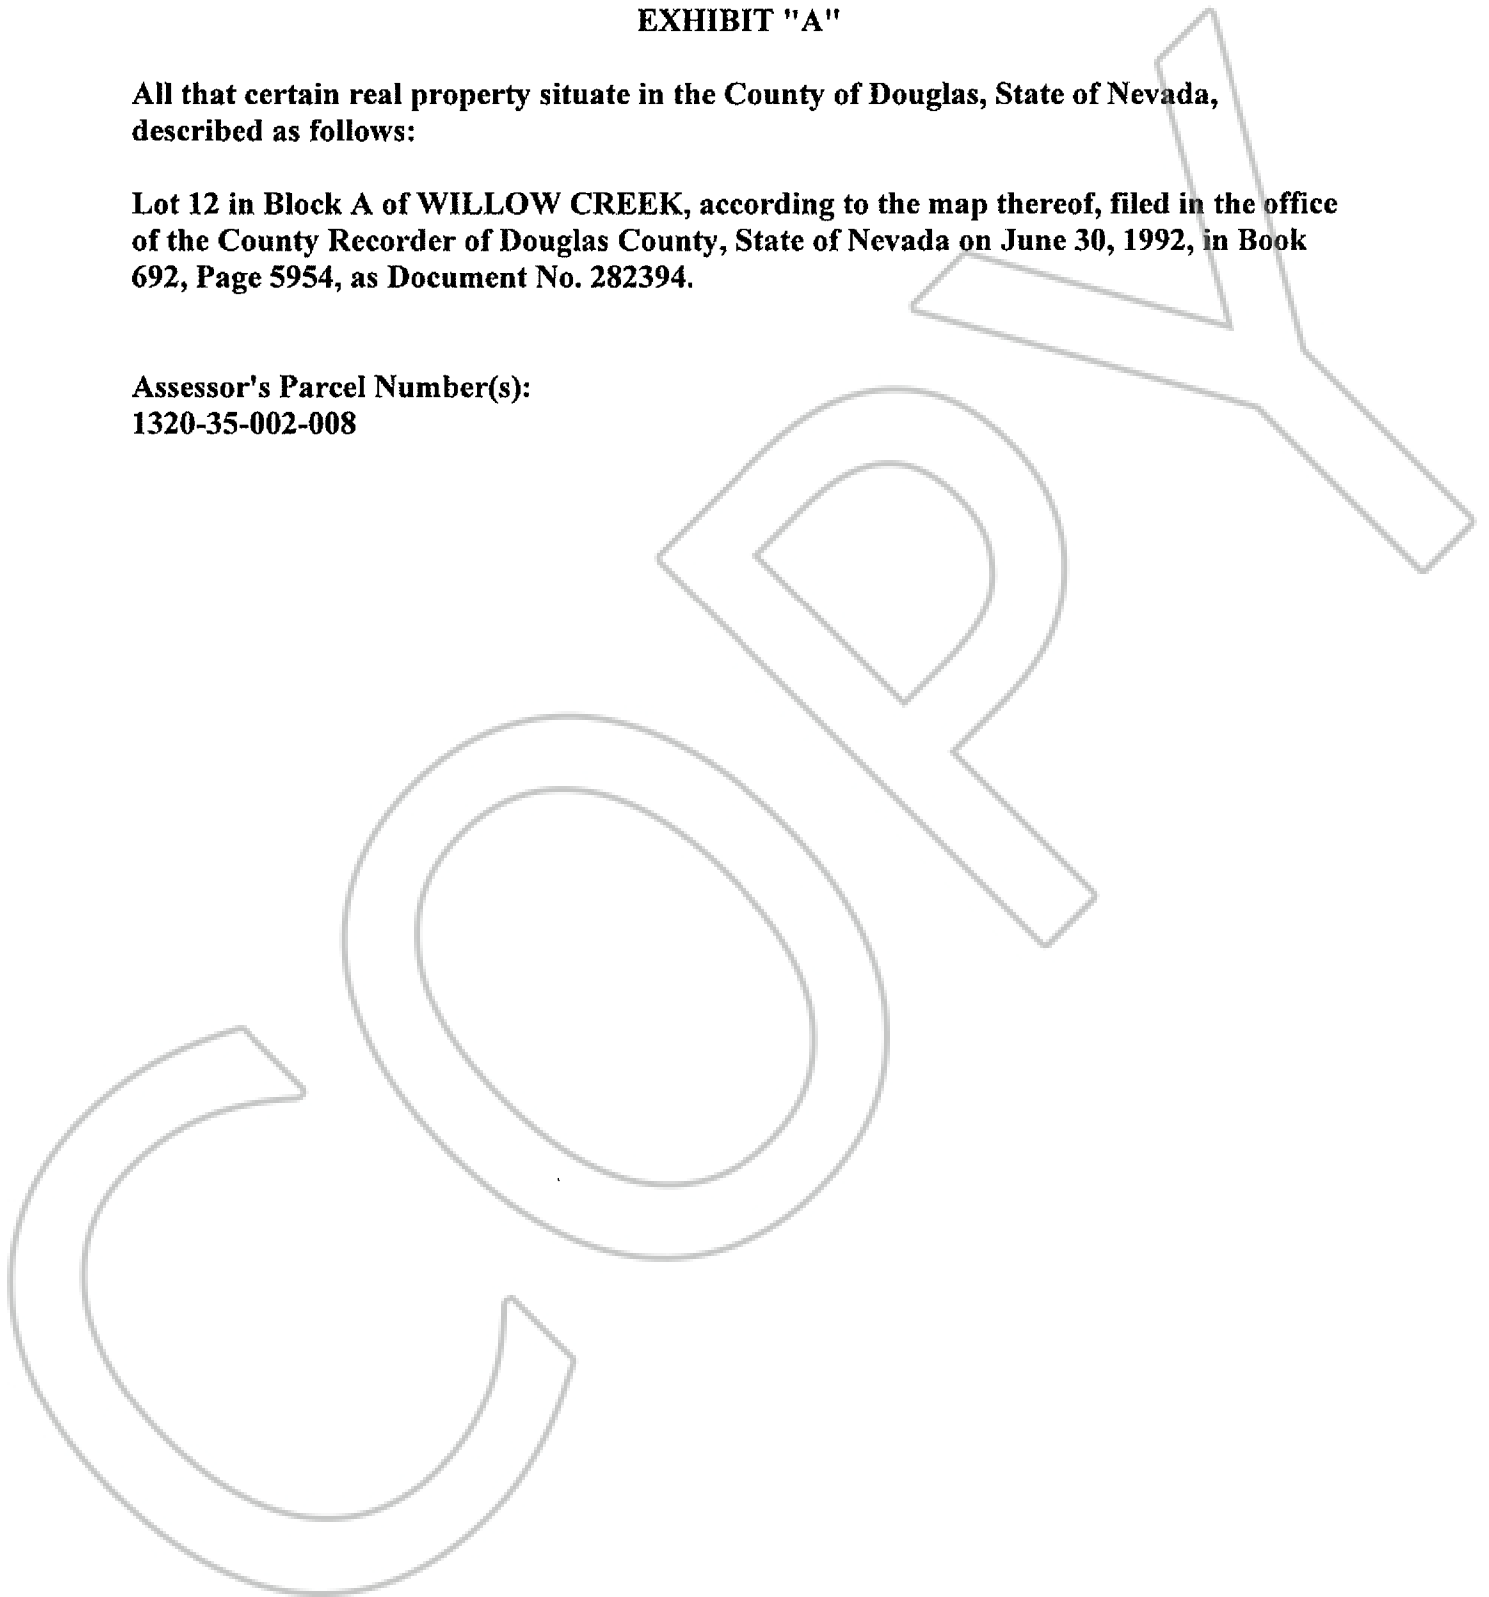 EXHIBIT "A"
All that certain real property situate in the County of Douglas, State of Nevada,
described as follows:
Lot 12 in Block A of WILLOW CREEK, according to the map thereof, filed in the office
of the County Recorder of Douglas County, State of Nevada on June 30, 1992, in Book
692, Page 5954, as Document No. 282394.
Assessor's Parcel Number(s):
1320-35-002-008
COPY